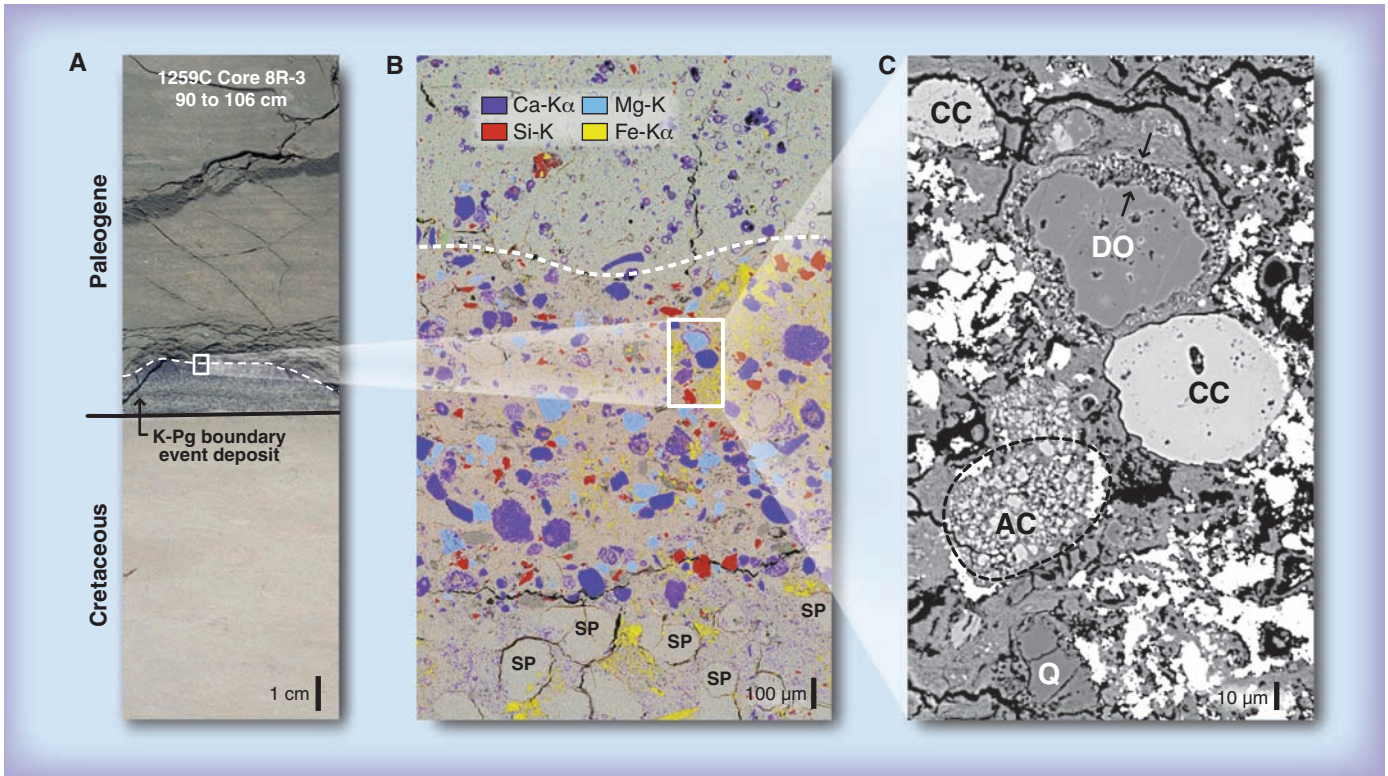 A
1259C Core 8R-3
90 to 106 cm
Paleogene
K-Pg boundary
event deposit
Cretaceous
1 cm
B
Ca-Kα
Mg-K
Si-K
Fe-Kα
SP
SP
SP
SP
SP
100 µm
C
CC
DO
CC
AC
Q
10 µm